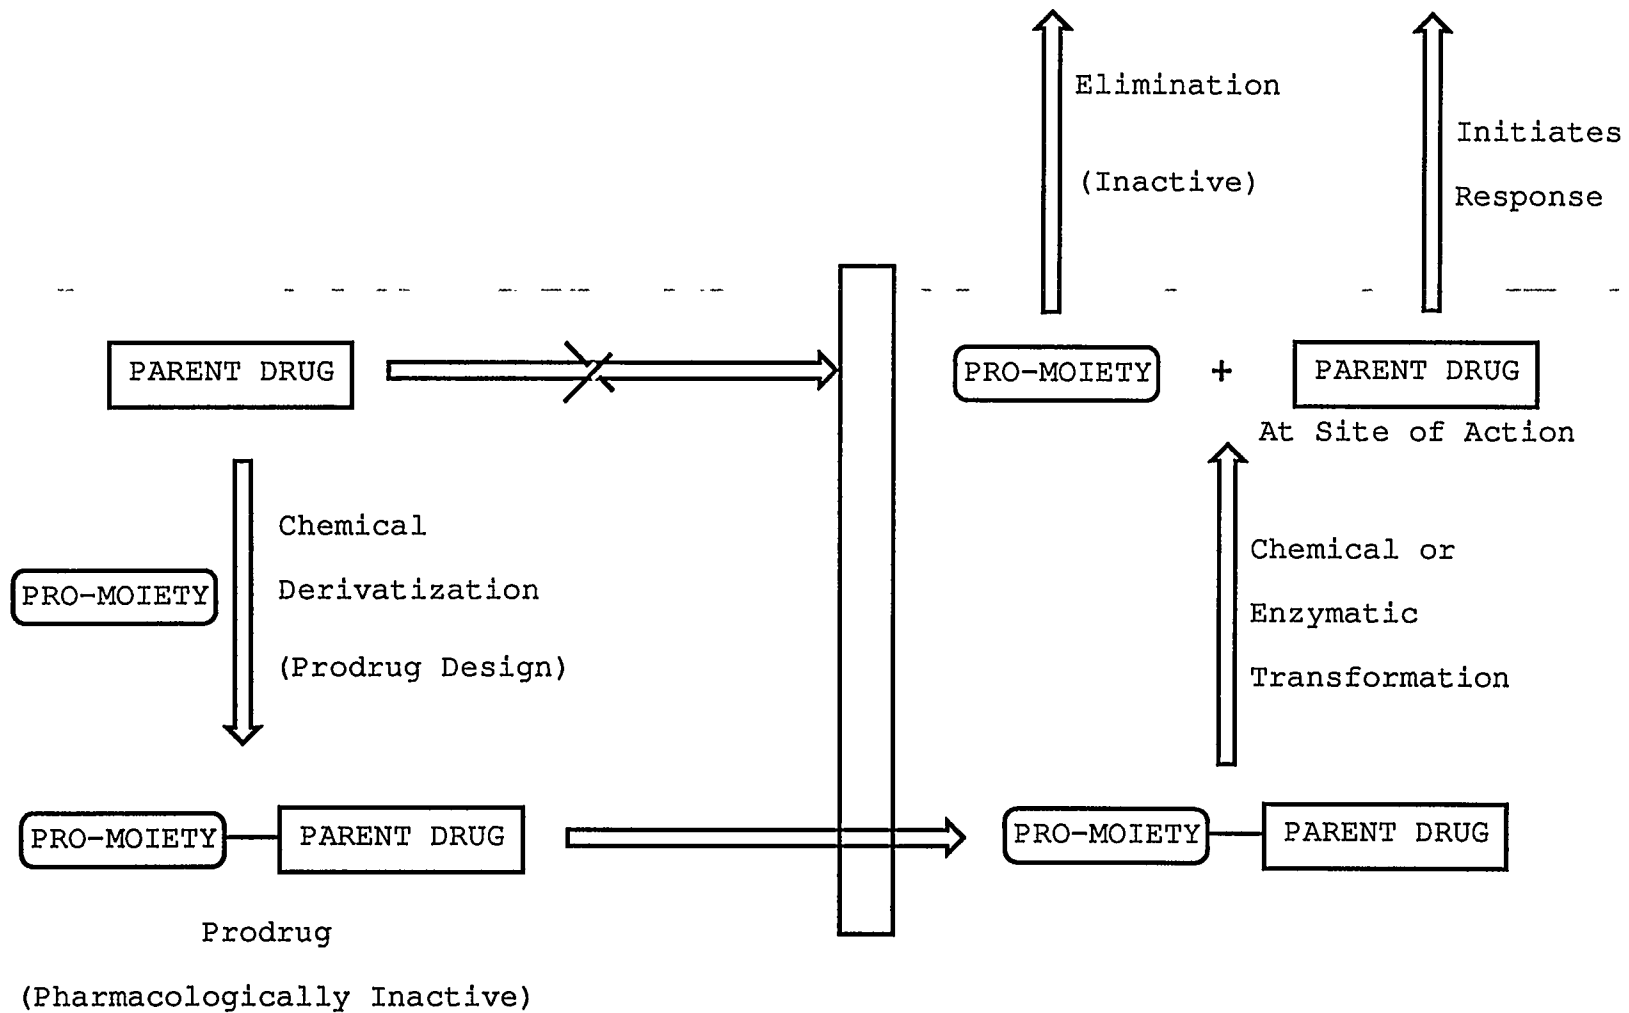 Elimination
(Inactive)
Initiates
Response
PARENT DRUG
PRO-MOIETY
+
PARENT DRUG
At Site of Action
Chemical
Derivatization
(Prodrug Design)
PRO-MOIETY
Chemical or
Enzymatic
Transformation
PRO-MOIETY
PARENT DRUG
PRO-MOIETY
PARENT DRUG
Prodrug
(Pharmacologically Inactive)